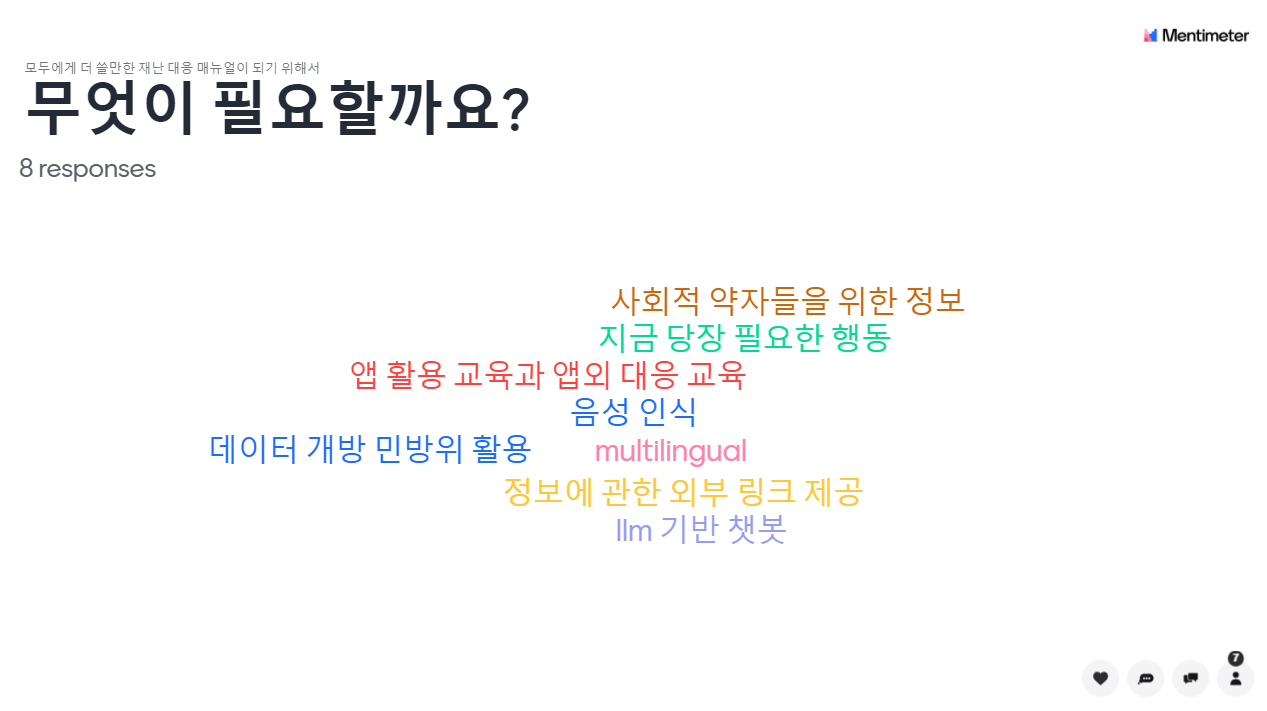 Mentimeter
모두에게 더 쓸만한 재난 대응 매뉴얼이 되기 위해서
무엇이 필요할까요?
8 responses
사회적 약자들을 위한 정보
지금 당장 필요한 행동
앱 활용 교육과 앱외 대응 교육
음성 인식
데이터 개방 민방위 활용
multilingual
정보에 관한 외부 링크 제공
llm 기반 챗봇
7